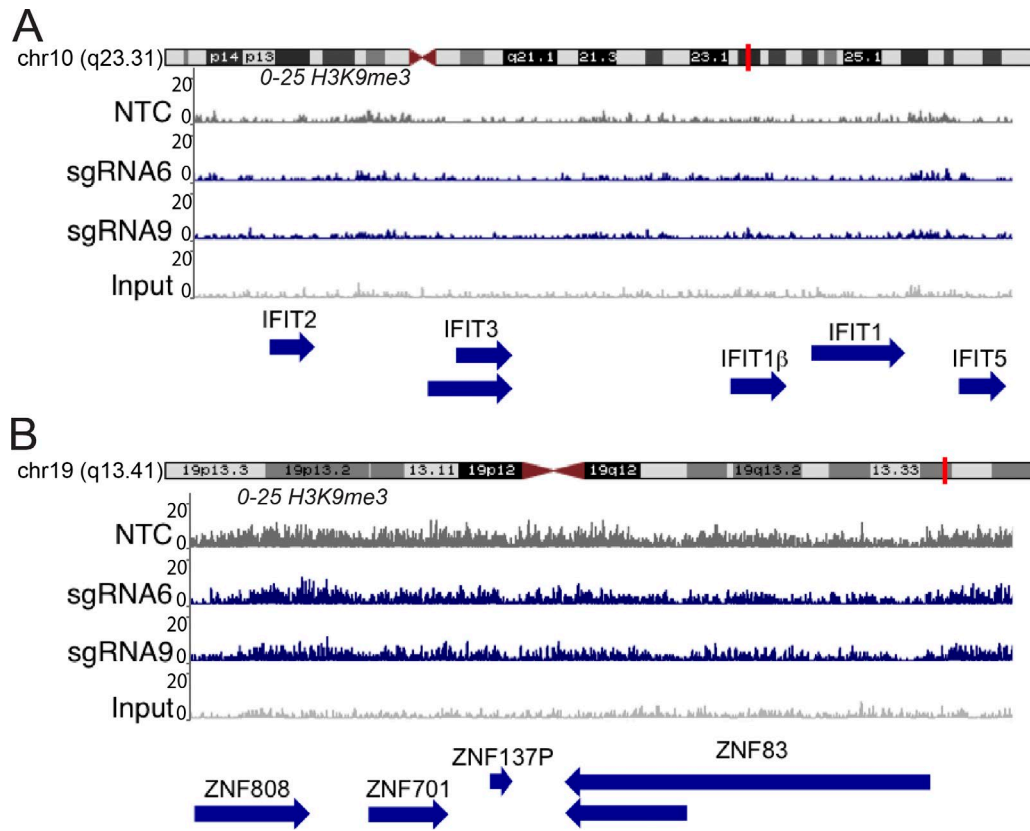 A
chr10 (q23.31) p14 p13 q21.1 21.3 23.1 25.1
0-25 H3K9me3
20
NTC 0
20
sgRNA6 0
20
sgRNA9 0
20
Input 0
IFIT2 IFIT3 IFIT1 
IFIT1β IFIT5
B
chr19 (q13.41) 19p13.3 19p13.2 13.11 19p12 19q12 19q13.2 13.33
0-25 H3K9me3
20
NTC 0
20
sgRNA6 0
20
sgRNA9 0
20
Input 0
ZNF137P ZNF83
ZNF808 ZNF701